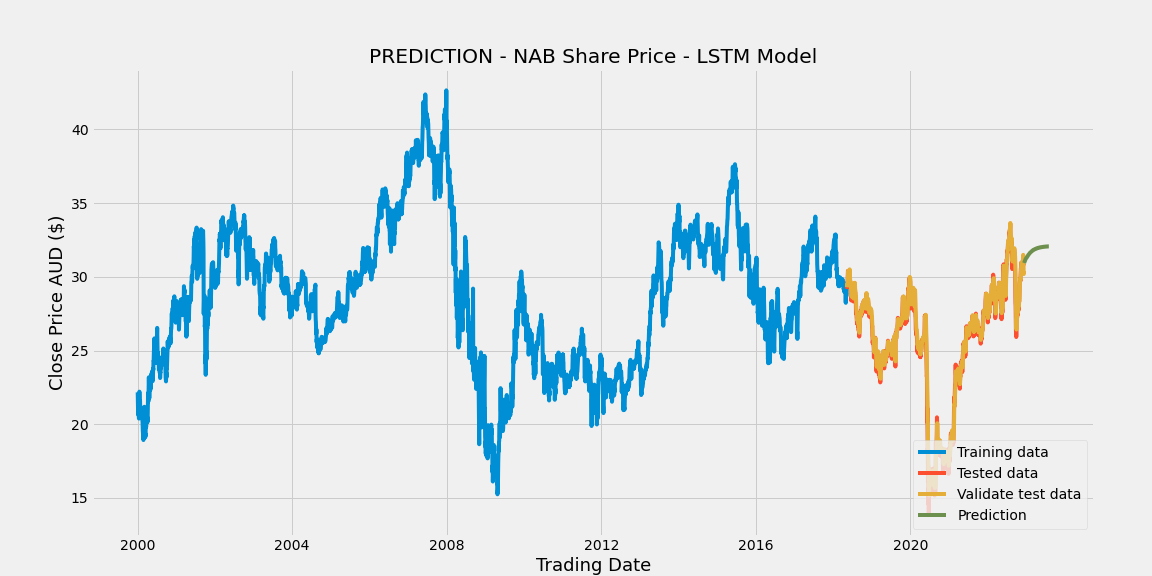 PREDICTION - NAB Share Price - LSTM Model
Close Price AUD ($)
40
35
30
25
20
15
2000 2004 2008 2012 2016 2020
Trading Date
Training data
Tested data
Validate test data
Prediction